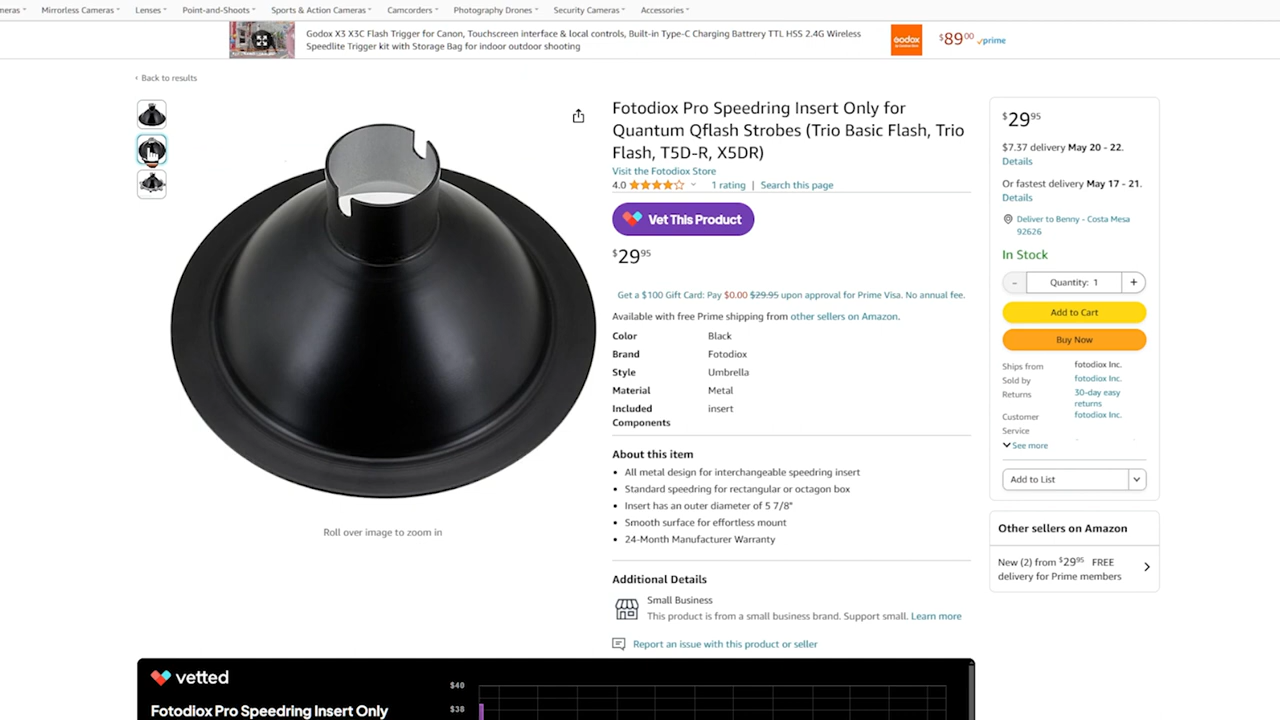 meras Mirrorless Cameras Lenses Point-and-Shoots Sports & Action Cameras Camcorders Photography Drones Security Cameras Accessories
Godox X3 X3C Flash Trigger for Canon, Touchscreen interface & local controls, Built-in Type-C Charging Battrery TTL HSS 2.4G Wireless
Speedlite Trigger kit with Storage Bag for indoor outdoor shooting
Godox
$89.00 prime
‹ Back to results
Fotodiox Pro Speedring Insert Only for
Quantum Qflash Strobes (Trio Basic Flash, Trio
Flash, T5D-R, X5DR)
Visit the Fotodiox Store
4.0 1 rating | Search this page
Vet This Product
$29.95
Get a $100 Gift Card: Pay $0.00 $29.95 upon approval for Prime Visa. No annual fee.
Available with free Prime shipping from other sellers on Amazon.
Color Black
Brand Fotodiox
Style Umbrella
Material Metal
Included insert
Components
About this item
• All metal design for interchangeable speedring insert
• Standard speedring for rectangular or octagon box
• Insert has an outer diameter of 5 7/8"
• Smooth surface for effortless mount
• 24-Month Manufacturer Warranty
Roll over image to zoom in
Additional Details
Small Business
This product is from a small business brand. Support small. Learn more
Report an issue with this product or seller
$29.95
$7.37 delivery May 20 - 22.
Details
Or fastest delivery May 17 - 21.
Details
Deliver to Benny - Costa Mesa
92626
In Stock
- Quantity: 1 +
Add to Cart
Buy Now
Ships from fotodiox Inc.
Sold by fotodiox Inc.
Returns 30-day easy
returns
Customer fotodiox Inc.
Service
See more
Add to List
Other sellers on Amazon
New (2) from $29.95 FREE
delivery for Prime members
vetted
Fotodiox Pro Speedring Insert Only
$40
$38